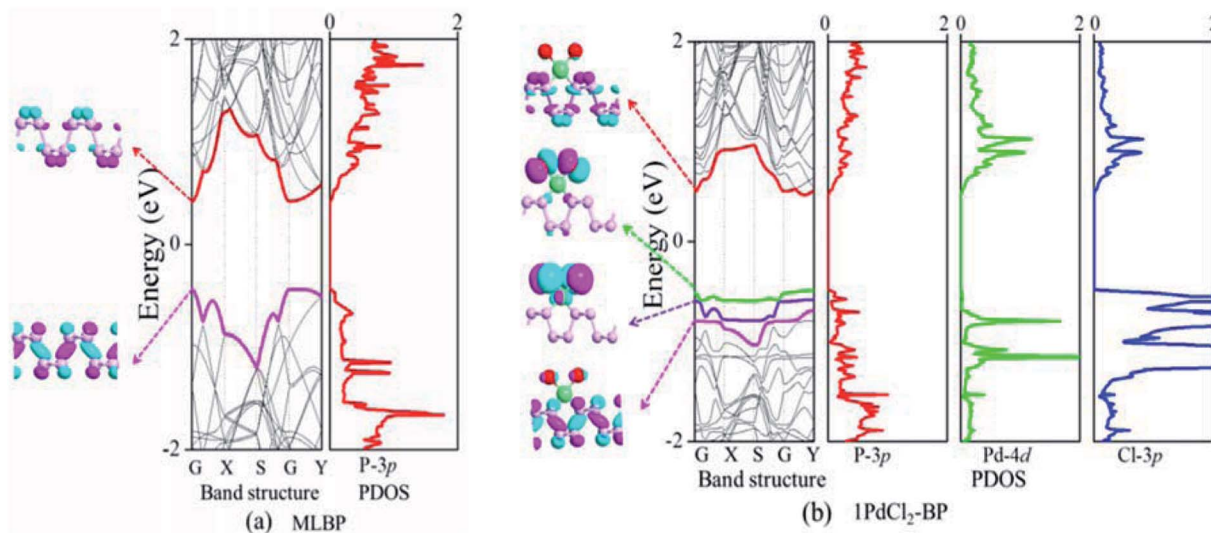 0 2
2
Energy (eV)
0
-2
G X S G Y
Band structure
P-3p
PDOS
(a) MLBP
0 2 0 2 0 2
2
Energy (eV)
0
-2
G X S G Y
Band structure
P-3p
Pd-4d
PDOS
Cl-3p
(b) 1PdCl₂-BP